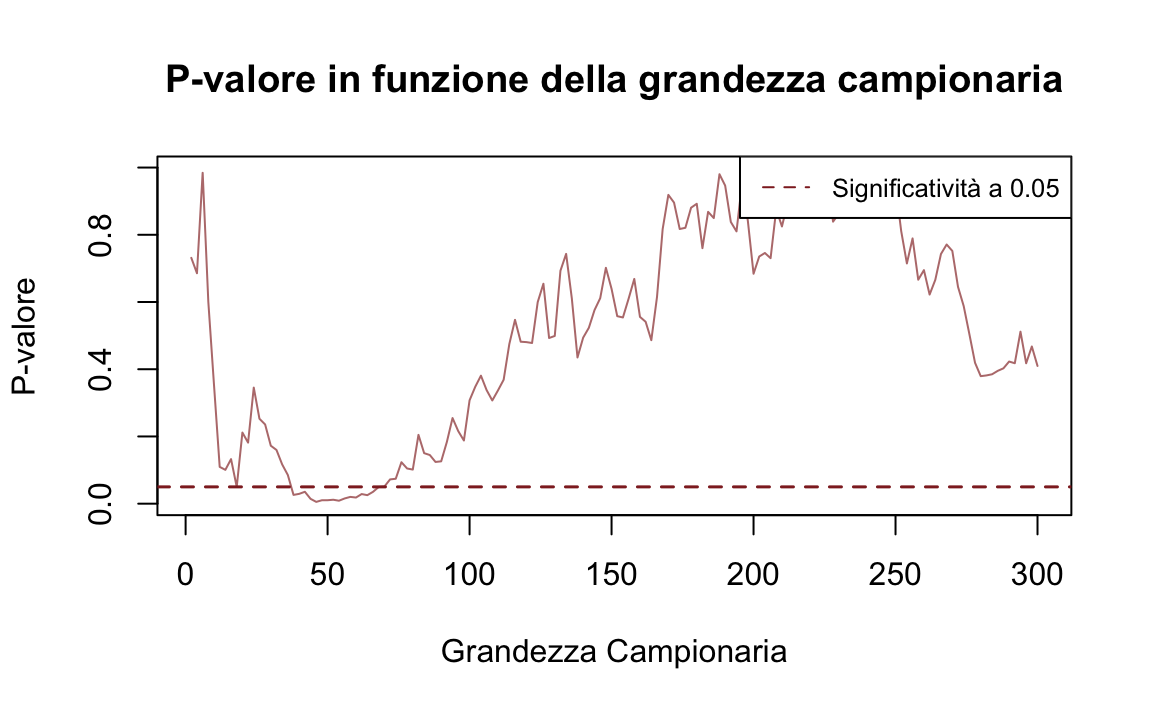 P-valore in funzione della grandezza campionaria
Significatività a 0.05
P-valore
0.8
0.4
0.0
0 50 100 150 200 250 300
Grandezza Campionaria